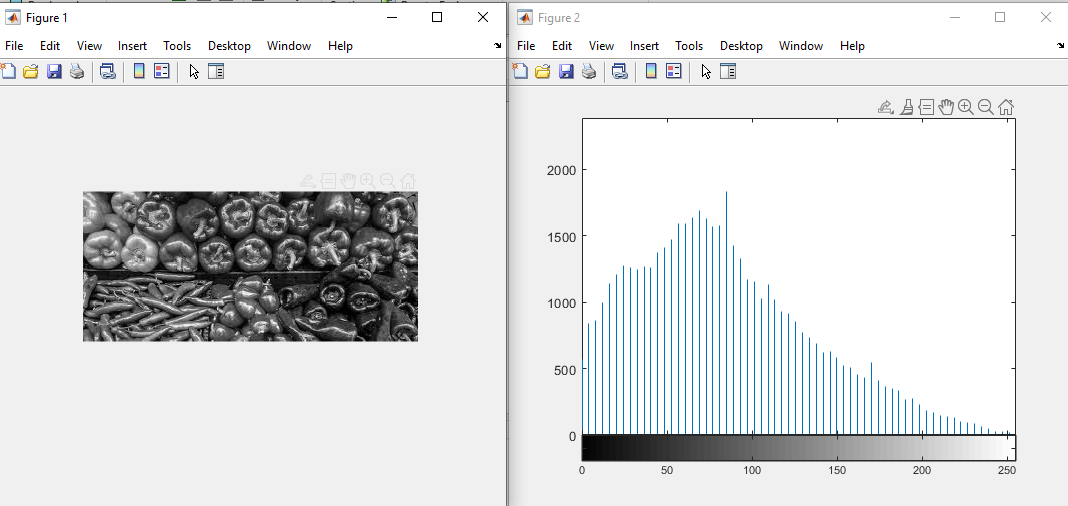 Figure 1
File Edit View Insert Tools Desktop Window Help
Figure 2
File Edit View Insert Tools Desktop Window Help
2000
1500
1000
500
0
0 50 100 150 200 250